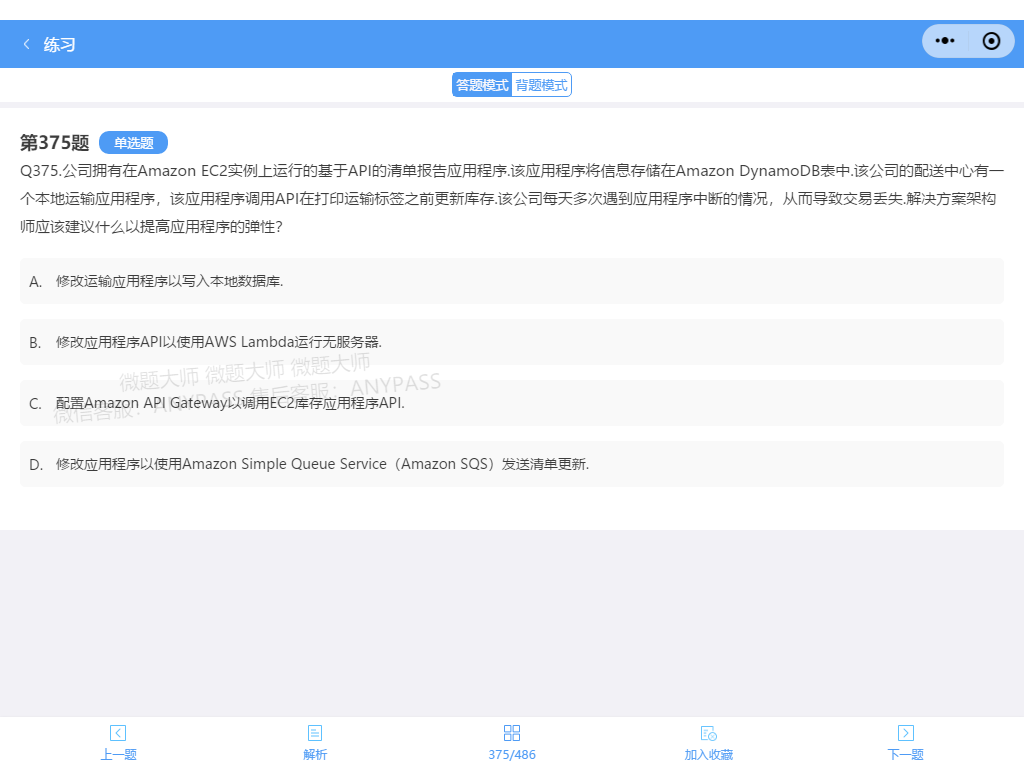 练习
答题模式 背题模式
第375题 单选题
Q375.公司拥有在Amazon EC2实例上运行的基于API的清单报告应用程序.该应用程序将信息存储在Amazon DynamoDB表中.该公司的配送中心有一
个本地运输应用程序，该应用程序调用API在打印运输标签之前更新库存.该公司每天多次遇到应用程序中断的情况，从而导致交易丢失.解决方案架构
师应该建议什么以提高应用程序的弹性？
A. 修改运输应用程序以写入本地数据库.
B. 修改应用程序API以使用AWS Lambda运行无服务器.
微题大师 微题大师 微题大师
微信客服：ANYPASS 售后客服：ANYPASS
C. 配置Amazon API Gateway以调用EC2库存应用程序API.
D. 修改应用程序以使用Amazon Simple Queue Service（Amazon SQS）发送清单更新.
上一题 解析 375/486 加入收藏 下一题